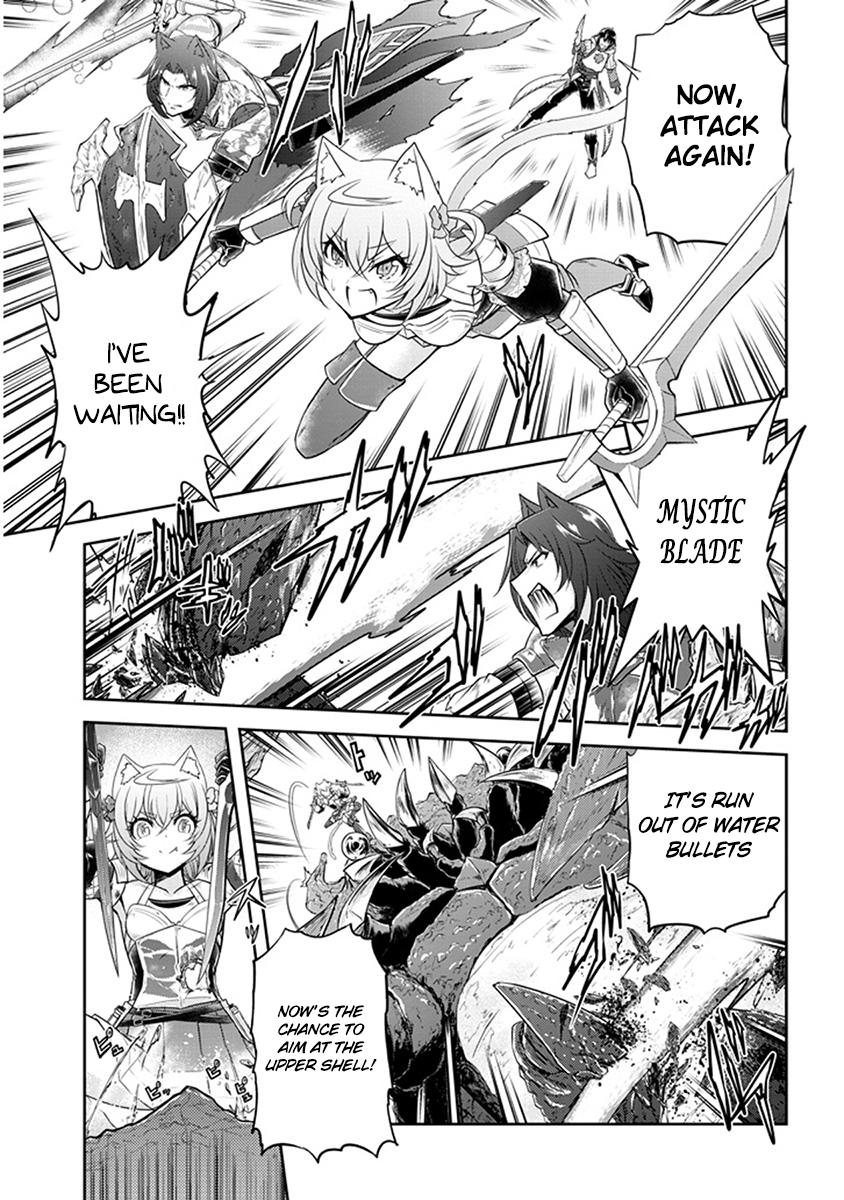 NOW,
ATTACK
AGAIN!
I'VE
BEEN
WAITING!!
MYSTIC
BLADE
IT'S RUN
OUT OF WATER
BULLETS
NOW'S THE
CHANCE TO
AIM AT THE
UPPER SHELL!